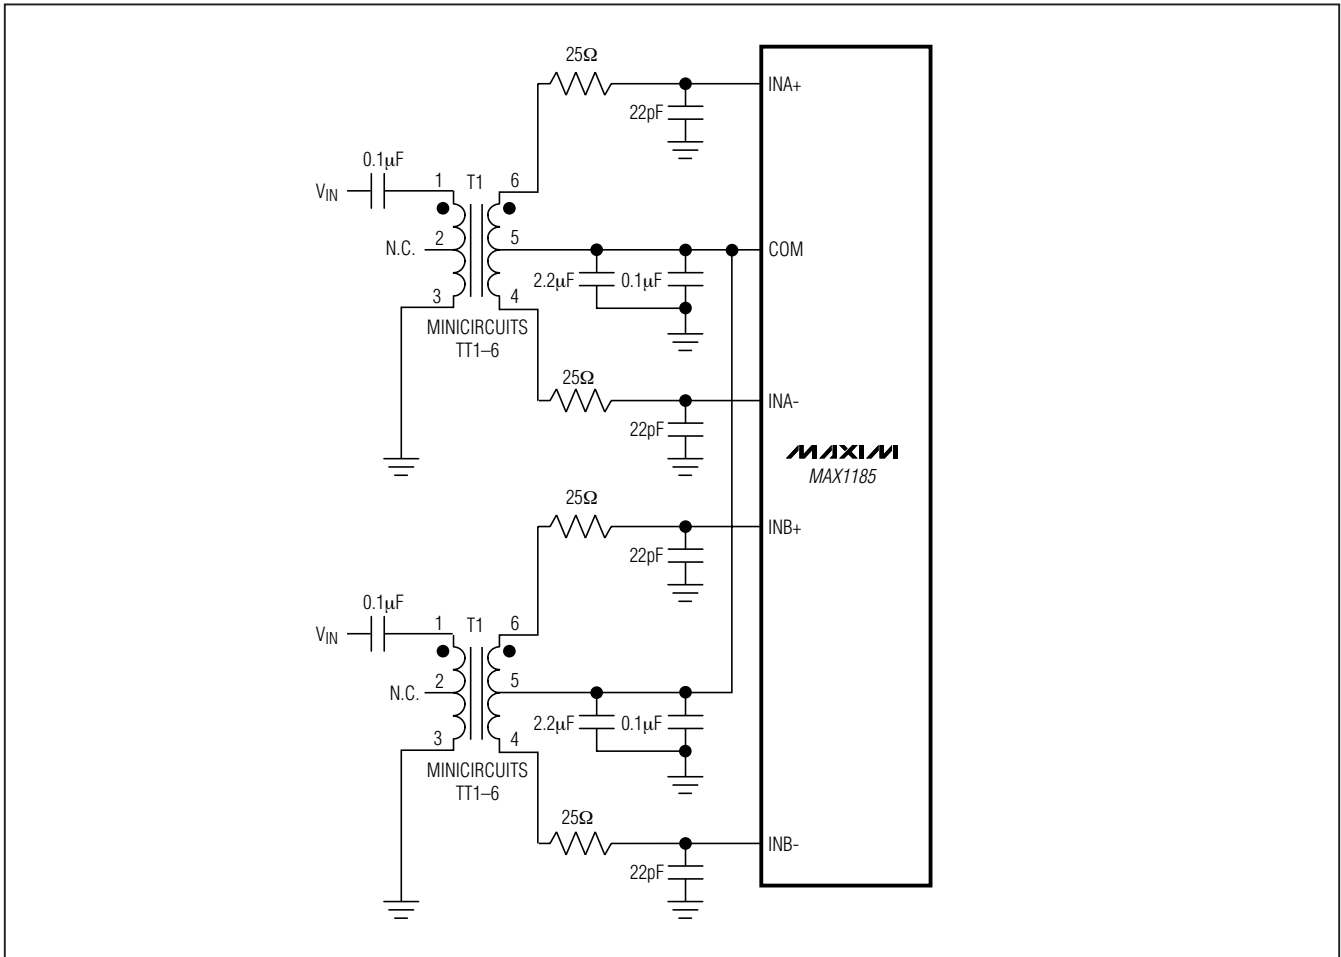 25Ω
INA+
22pF
0.1μF
VIN
1
T1
6
N.C.
2
5
COM
2.2μF
0.1μF
3
4
MINICIRCUITS
TT1–6
25Ω
INA-
22pF
MAXIM
MAX1185
25Ω
INB+
22pF
0.1μF
VIN
1
T1
6
N.C.
2
5
2.2μF
0.1μF
3
4
MINICIRCUITS
TT1–6
25Ω
INB-
22pF